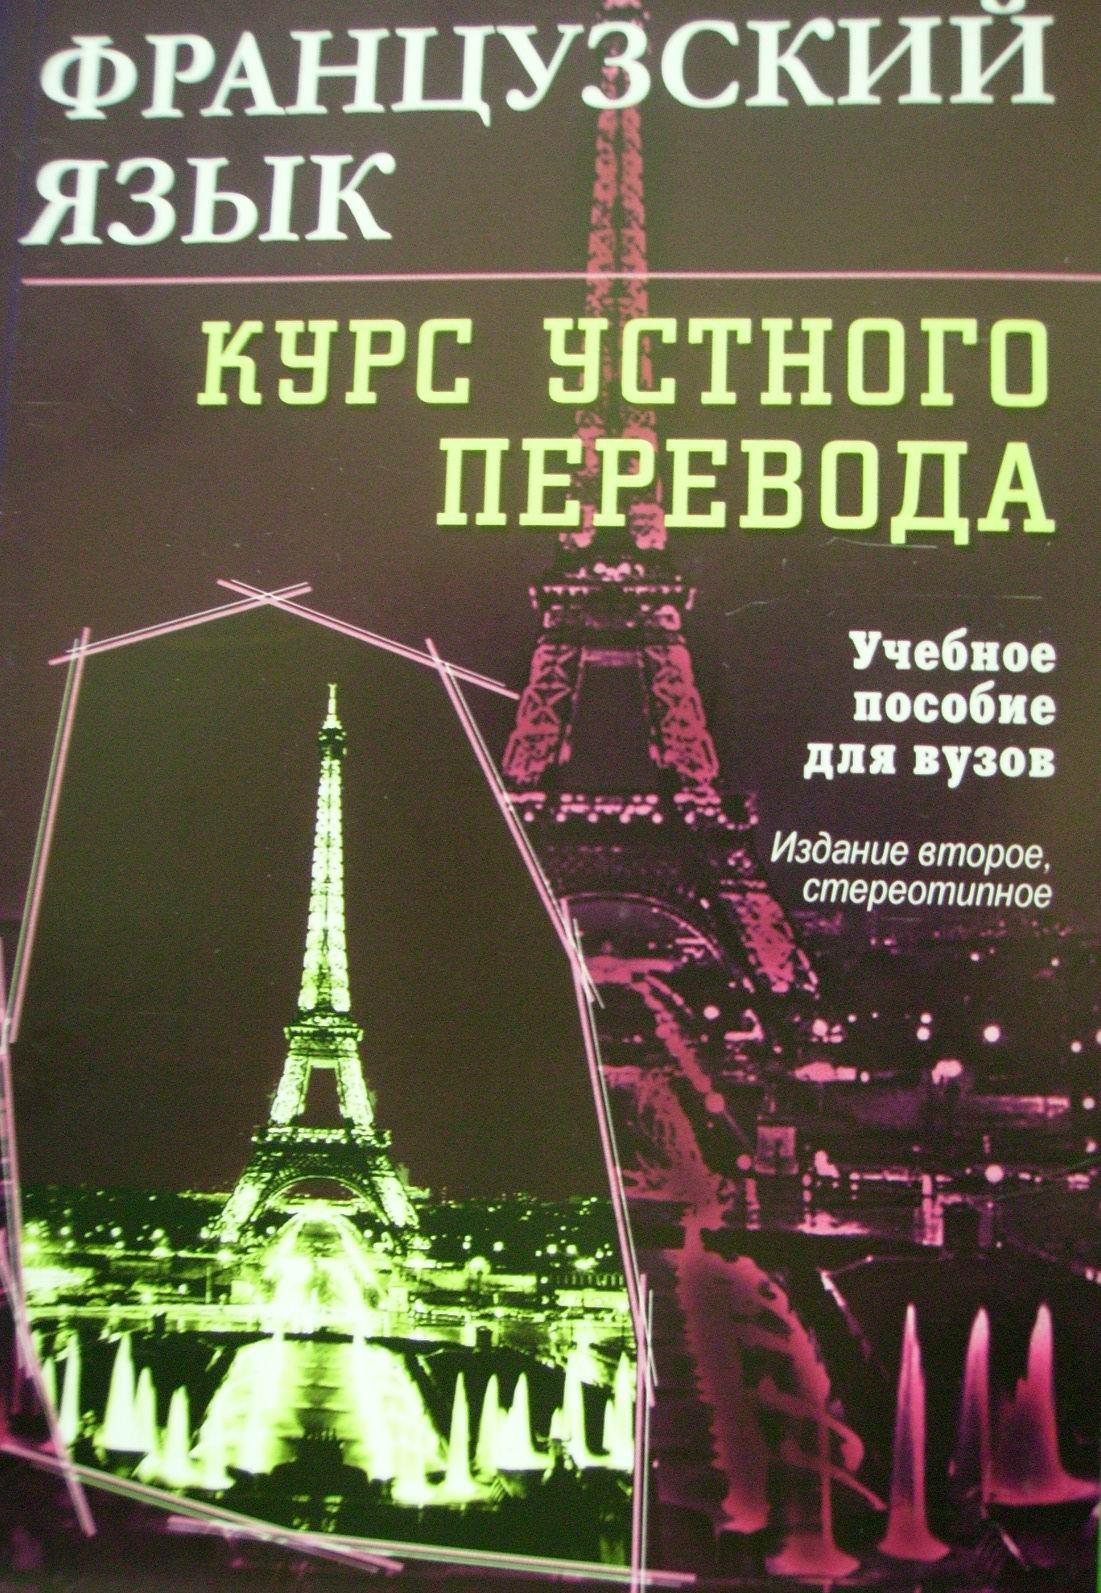 ФРАНЦУЗСКИЙ
ЯЗЫК
КУРС УСТНОГО
ПЕРЕВОДА
Учебное
пособие
для вузов
Издание второе,
стереотипное